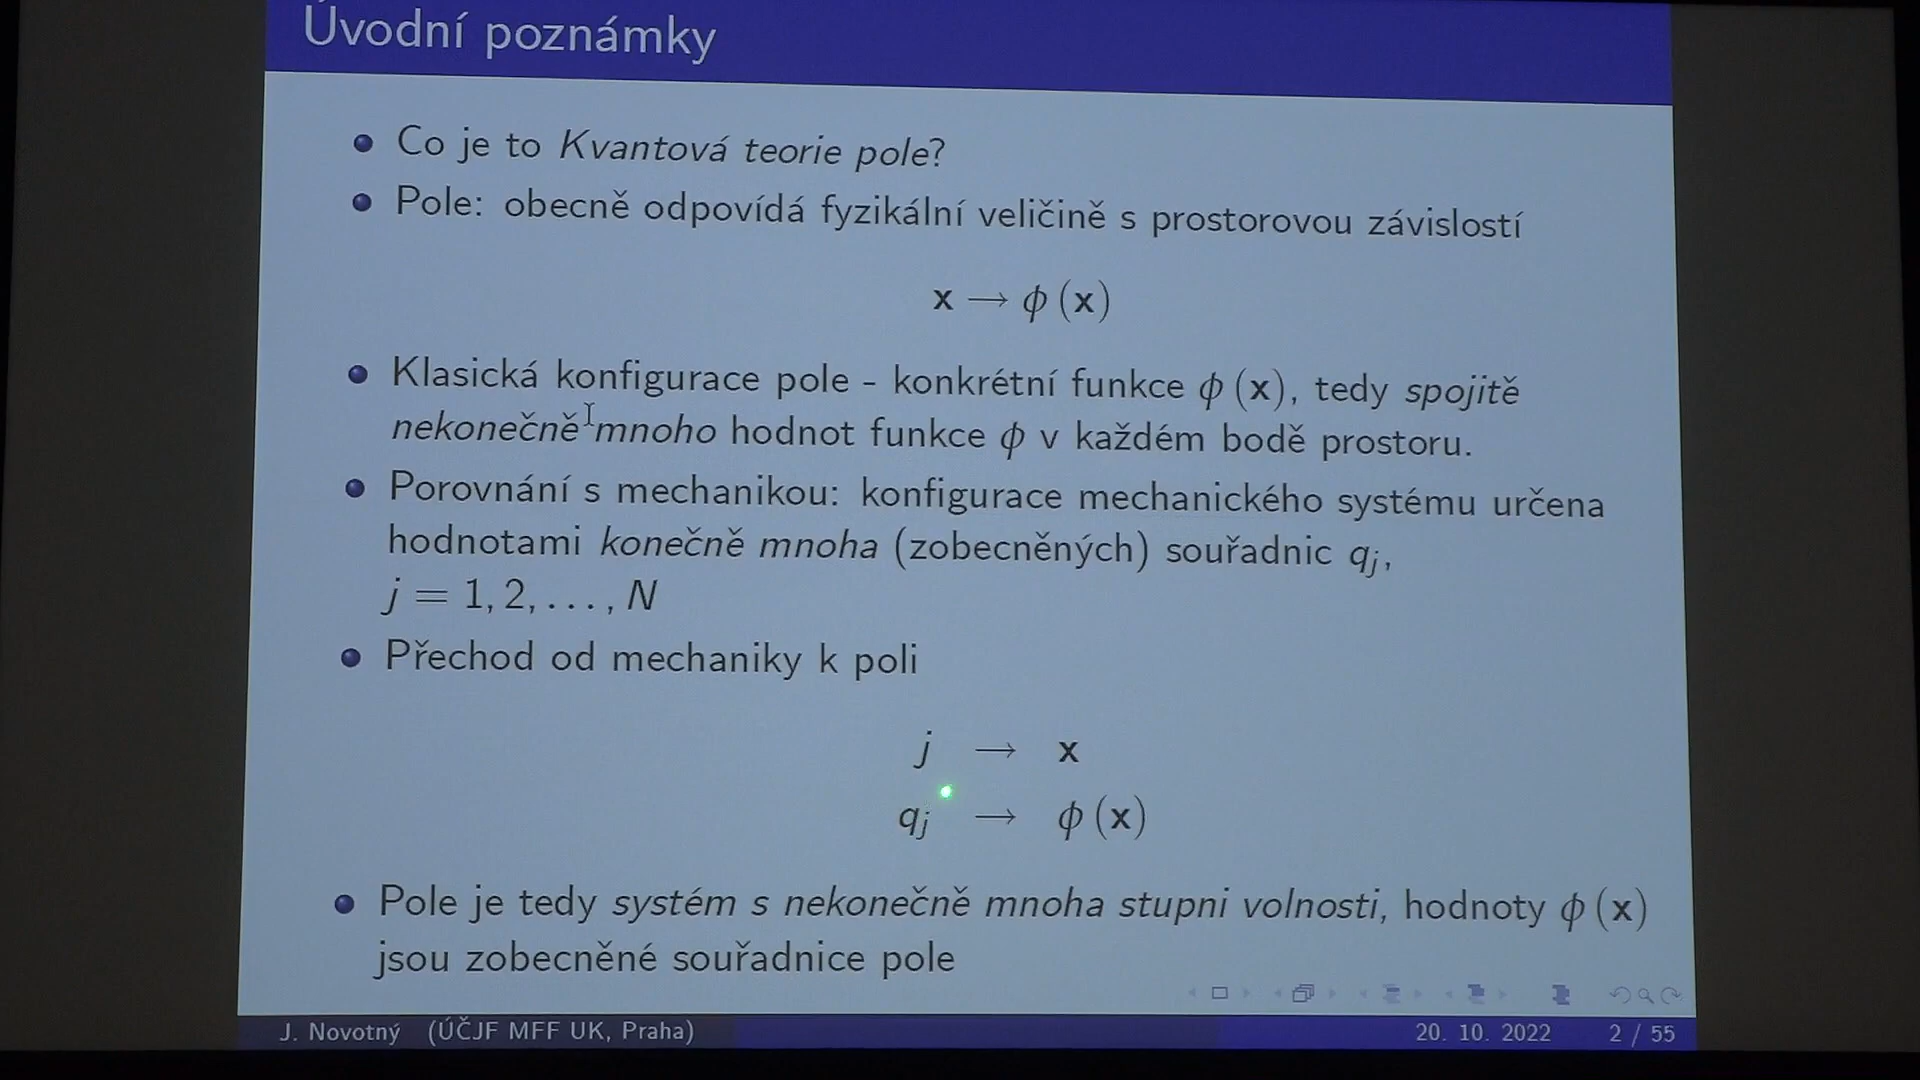 Úvodní poznámky
Co je to Kvantová teorie pole?
Pole: obecně odpovídá fyzikální veličině s prostorovou závislostí
x → ϕ (x)
Klasická konfigurace pole - konkrétní funkce ϕ (x), tedy spojitě
nekonečně mnoho hodnot funkce ϕ v každém bodě prostoru.
Porovnání s mechanikou: konfigurace mechanického systému určena
hodnotami konečně mnoha (zobecněných) souřadnic qj,
j = 1, 2, . . . , N
Přechod od mechaniky k poli
j → x
qj → ϕ (x)
Pole je tedy systém s nekonečně mnoha stupni volnosti, hodnoty ϕ (x)
jsou zobecněné souřadnice pole
J. Novotný (ÚČJF MFF UK, Praha) 20. 10. 2022 2 / 55